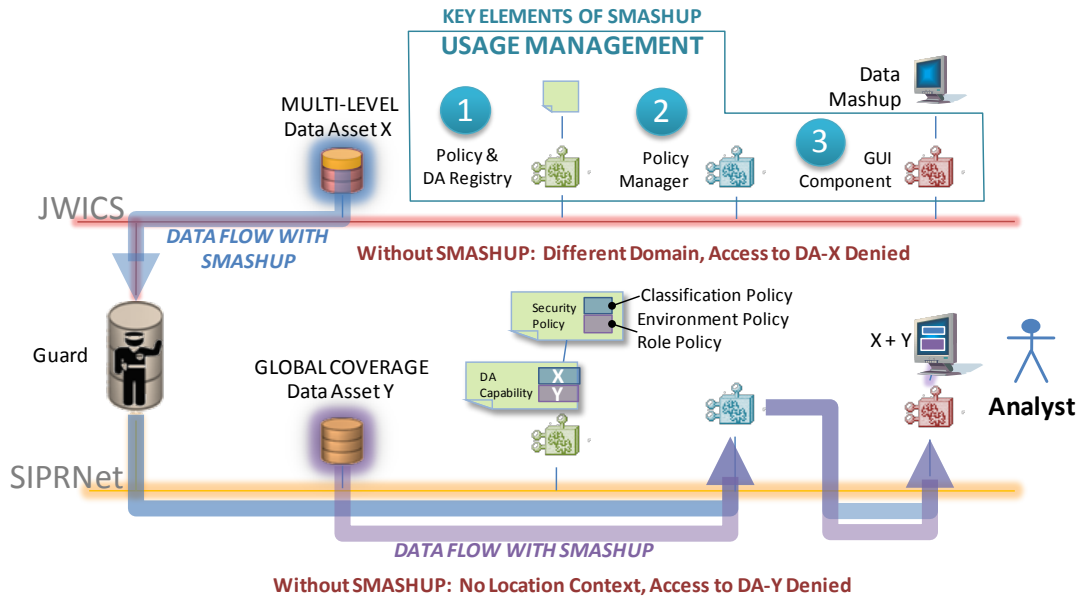 KEY ELEMENTS OF SMASHUP
USAGE MANAGEMENT
MULTI-LEVEL
Data Asset X
1
Policy &
DA Registry
2
Policy
Manager
3
GUI
Component
Data
Mashup
JWICS
DATA FLOW WITH
SMASHUP
Without SMASHUP: Different Domain, Access to DA-X Denied
Guard
GLOBAL COVERAGE
Data Asset Y
Security
Policy
Classification Policy
Environment Policy
Role Policy
DA
Capability
X
Y
X + Y
Analyst
SIPRNet
DATA FLOW WITH SMASHUP
Without SMASHUP: No Location Context, Access to DA-Y Denied